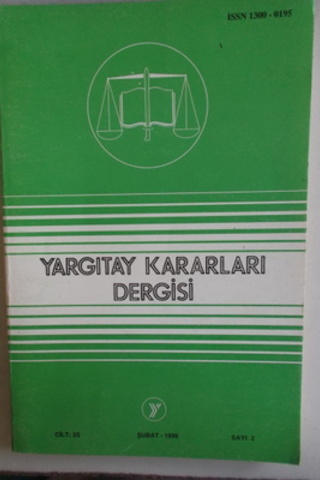 ISSN 1300 - 0195
YARGITAY KARARLARI
DERGİSİ
CİLT: 25 ŞUBAT - 1999 SAYI: 2